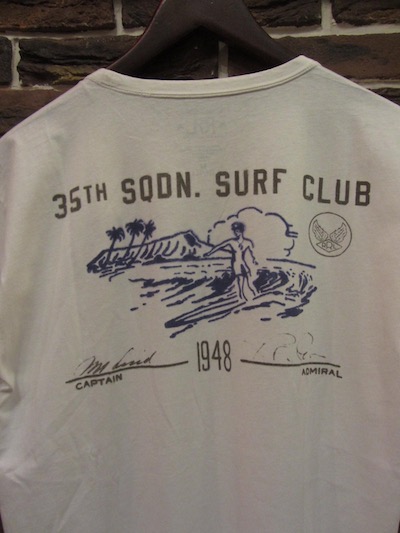 35TH SQDN. SURF CLUB
1948
CAPTAIN
ADMIRAL